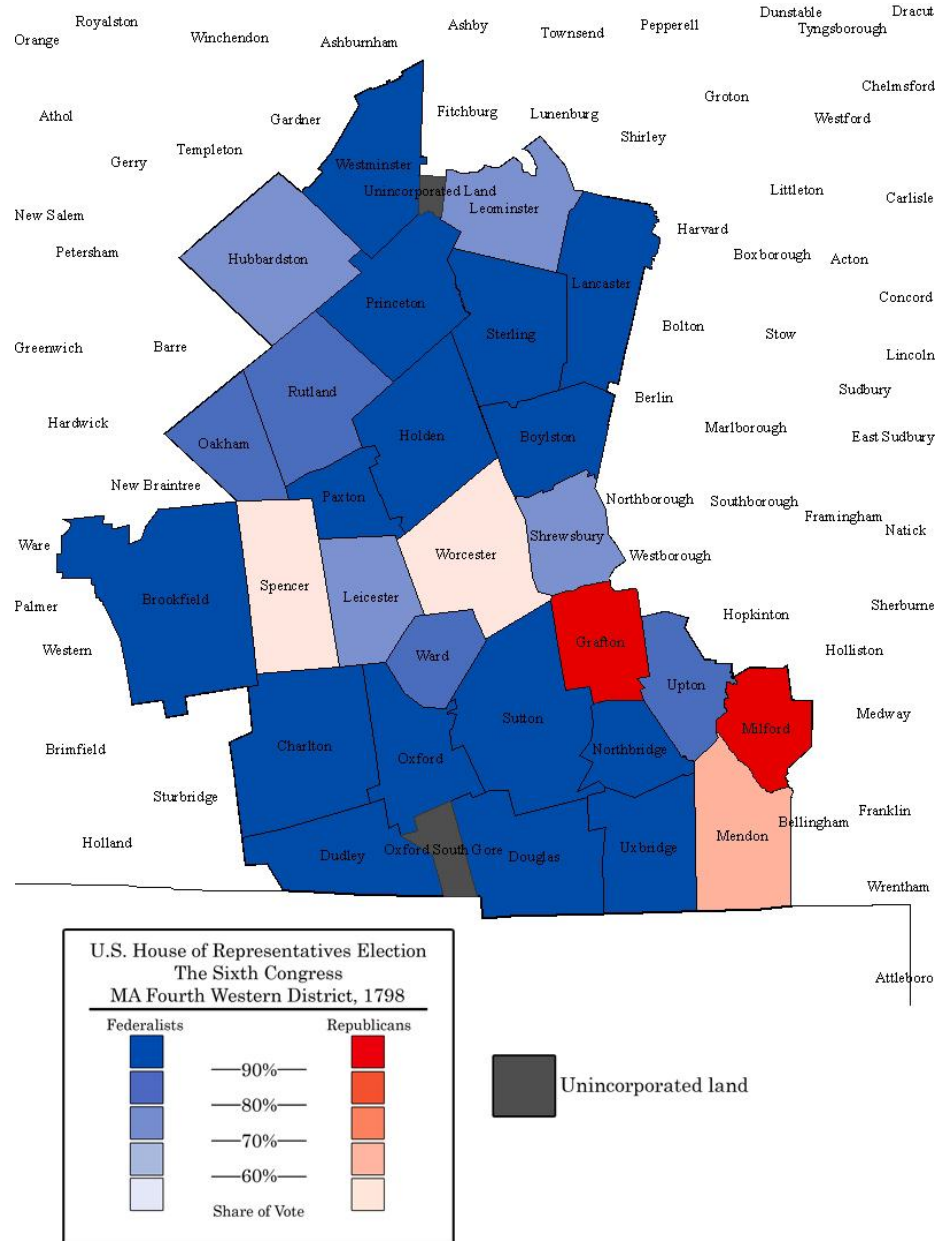 Royalston
Dunstable
Dracut
Orange
Winchendon
Ashburnham
Ashby
Townsend
Pepperell
Tyngsborough
Athol
Gardner
Fitchburg
Lunenburg
Groton
Chelmsford
Westford
Gerry
Templeton
Westminster
Shirley
Unincorporated Land
Leominster
Littleton
Carlisle
New Salem
Petersham
Hubbardston
Harvard
Boxborough
Acton
Princeton
Lancaster
Concord
Greenwich
Barre
Sterling
Bolton
Stow
Lincoln
Rutland
Berlin
Sudbury
Hardwick
Oakham
Holden
Boylston
Marlborough
East Sudbury
New Braintree
Paxton
Northborough
Southborough
Framingham
Natick
Ware
Worcester
Shrewsbury
Westborough
Palmer
Brookfield
Spencer
Leicester
Hopkinton
Sherburne
Western
Ward
Grafton
Upton
Holliston
Brimfield
Charlton
Oxford
Sutton
Northbridge
Milford
Medway
Sturbridge
Holland
Dudley
Oxford South Gore
Douglas
Uxbridge
Mendon
Bellingham
Franklin
Wrentham
Attleboro
U.S. House of Representatives Election
The Sixth Congress
MA Fourth Western District, 1798
Federalists
Republicans
90%
80%
70%
60%
Share of Vote
Unincorporated land